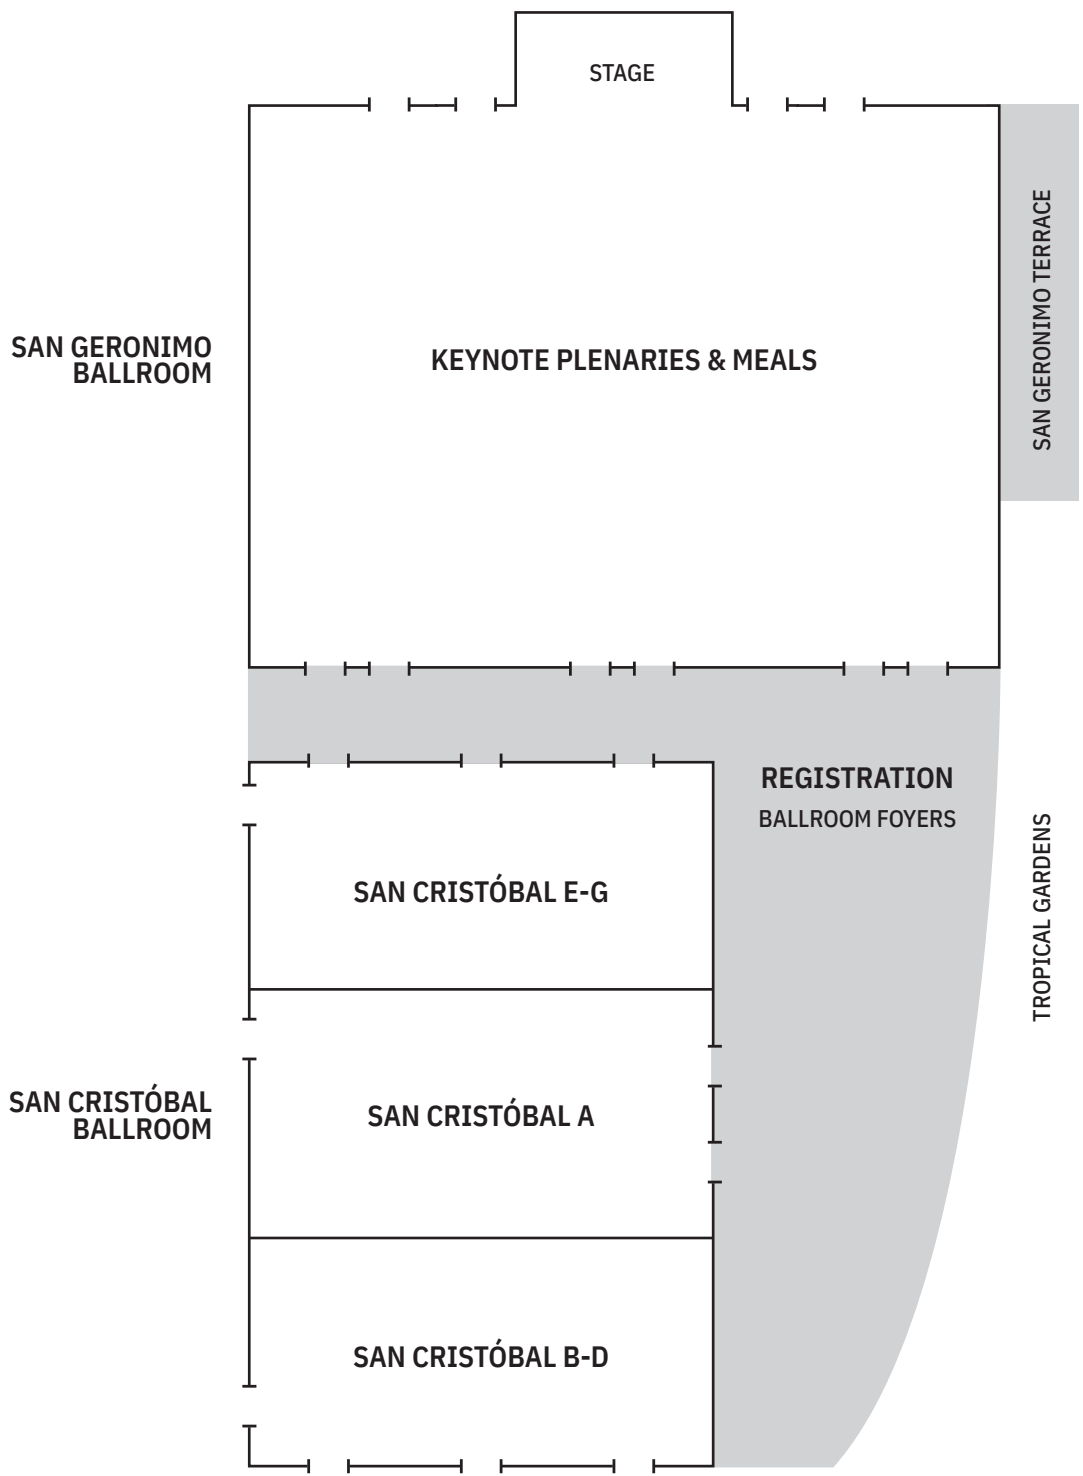 STAGE
SAN GERONIMO TERRACE
SAN GERONIMO
BALLROOM
KEYNOTE PLENARIES & MEALS
REGISTRATION
BALLROOM FOYERS
TROPICAL GARDENS
SAN CRISTÓBAL E-G
SAN CRISTÓBAL
BALLROOM
SAN CRISTÓBAL A
SAN CRISTÓBAL B-D